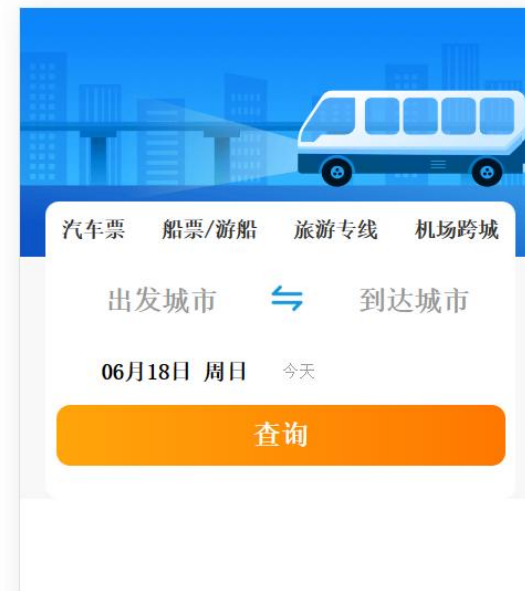 汽车票 船票/游船 旅游专线 机场跨城
出发城市 到达城市
06月18日 周日 今天
查询